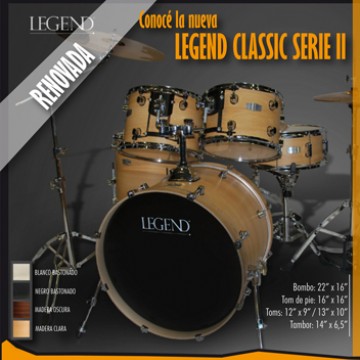 LEGEND
RENOVADA
Conocé la nueva
LEGEND CLASSIC SERIE II
LEGEND
BLANCO BASTONADO
NEGRO BASTONADO
MADERA OSCURA
MADERA CLARA
Bombo: 22" x 16"
Tom de pie: 16" x 16"
Toms: 12" x 9" / 13" x 10"
Tambor: 14" x 6,5"